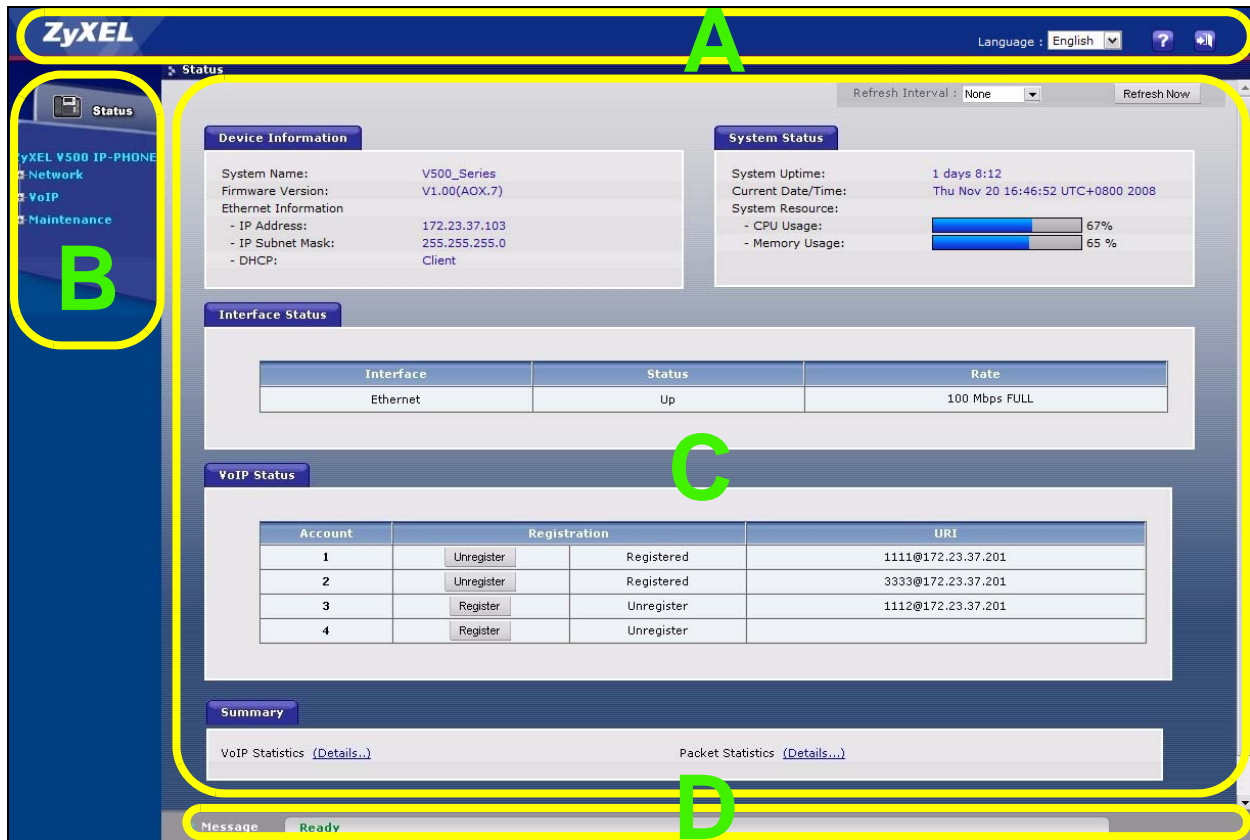 ZyXEL
A
Language : English
?
Status
Status
Refresh Interval : None
Refresh Now
ZyXEL V500 IP-PHONE
Network
VoIP
Maintenance
B
Device Information
System Name: V500_Series
Firmware Version: V1.00(AOX.7)
Ethernet Information
- IP Address: 172.23.37.103
- IP Subnet Mask: 255.255.255.0
- DHCP: Client
System Status
System Uptime: 1 days 8:12
Current Date/Time: Thu Nov 20 16:46:52 UTC+0800 2008
System Resource:
- CPU Usage: 67%
- Memory Usage: 65 %
Interface Status
Interface Status Rate
Ethernet Up 100 Mbps FULL
C
VoIP Status
Account Registration URI
1 Unregister Registered 1111@172.23.37.201
2 Unregister Registered 3333@172.23.37.201
3 Register Unregister 1112@172.23.37.201
4 Register Unregister
Summary
VoIP Statistics (Details..) Packet Statistics (Details...)
D
Message Ready